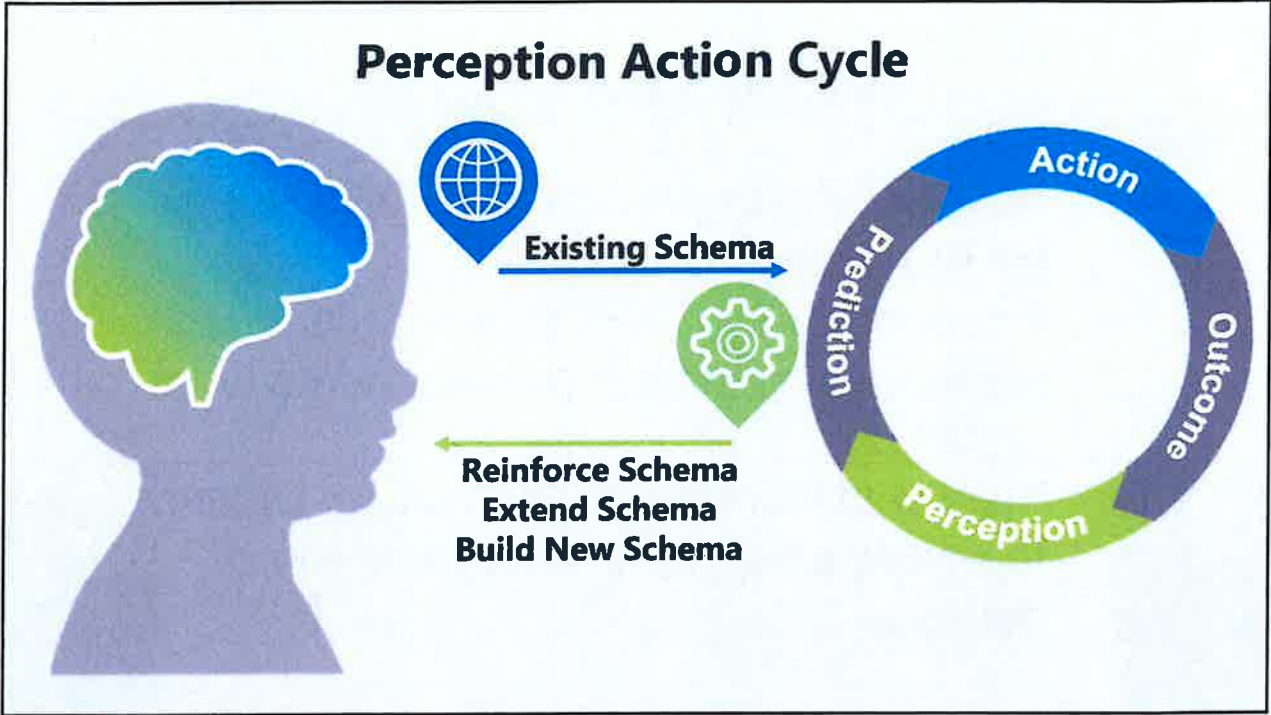 Perception Action Cycle
Existing Schema
Reinforce Schema
Extend Schema
Build New Schema
Action
Outcome
Perception
Prediction